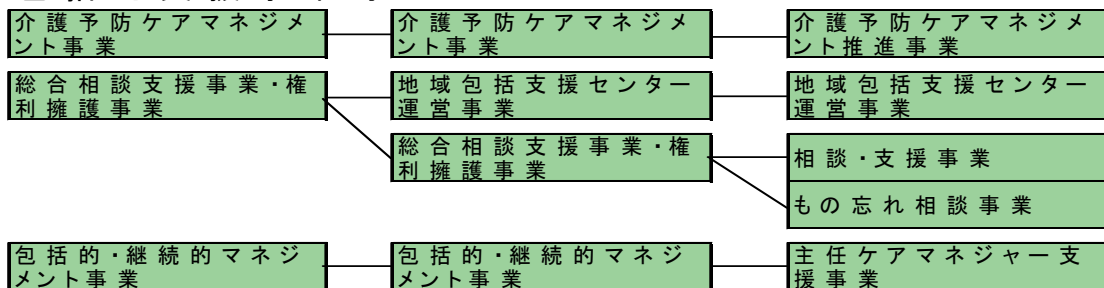 介護予防ケアマネジメ
ント事業
介護予防ケアマネジメ
ント事業
介護予防ケアマネジメ
ント推進事業
総合相談支援事業・権
利擁護事業
地域包括支援センター
運営事業
地域包括支援センター
運営事業
総合相談支援事業・権
利擁護事業
相談・支援事業
もの忘れ相談事業
包括的・継続的マネジ
メント事業
包括的・継続的マネジ
メント事業
主任ケアマネジャー支
援事業